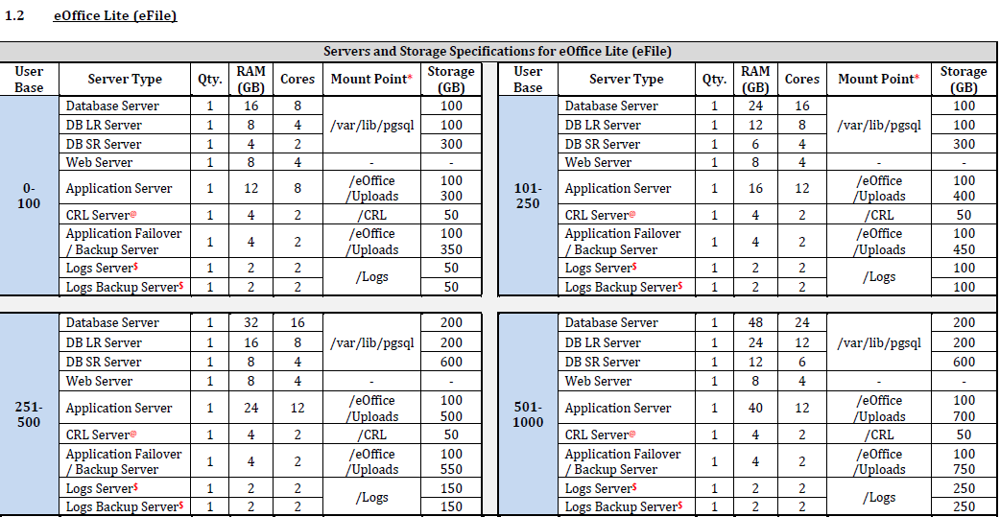 1.2 eOffice Lite (eFile)
Servers and Storage Specifications for eOffice Lite (eFile)
User Base Server Type Qty. RAM (GB) Cores Mount Point* Storage (GB)
0-100
Database Server 1 16 8 /var/lib/pgsql 100
DB LR Server 1 8 4 100
DB SR Server 1 4 2 300
Web Server 1 8 4 - -
Application Server 1 12 8 /eOffice 100
/Uploads 300
CRL Server@ 1 4 2 /CRL 50
Application Failover / Backup Server 1 4 2 /eOffice 100
/Uploads 350
Logs Server$ 1 2 2 /Logs 50
Logs Backup Server$ 1 2 2 50
User Base Server Type Qty. RAM (GB) Cores Mount Point* Storage (GB)
101-250
Database Server 1 24 16 /var/lib/pgsql 100
DB LR Server 1 12 8 100
DB SR Server 1 6 4 300
Web Server 1 8 4 - -
Application Server 1 16 12 /eOffice 100
/Uploads 400
CRL Server@ 1 4 2 /CRL 50
Application Failover / Backup Server 1 4 2 /eOffice 100
/Uploads 450
Logs Server$ 1 2 2 /Logs 100
Logs Backup Server$ 1 2 2 100
251-500
Database Server 1 32 16 /var/lib/pgsql 200
DB LR Server 1 16 8 200
DB SR Server 1 8 4 600
Web Server 1 8 4 - -
Application Server 1 24 12 /eOffice 100
/Uploads 500
CRL Server@ 1 4 2 /CRL 50
Application Failover / Backup Server 1 4 2 /eOffice 100
/Uploads 550
Logs Server$ 1 2 2 /Logs 150
Logs Backup Server$ 1 2 2 150
501-1000
Database Server 1 48 24 /var/lib/pgsql 200
DB LR Server 1 24 12 200
DB SR Server 1 12 6 600
Web Server 1 8 4 - -
Application Server 1 40 12 /eOffice 100
/Uploads 700
CRL Server@ 1 4 2 /CRL 50
Application Failover / Backup Server 1 4 2 /eOffice 100
/Uploads 750
Logs Server$ 1 2 2 /Logs 250
Logs Backup Server$ 1 2 2 250